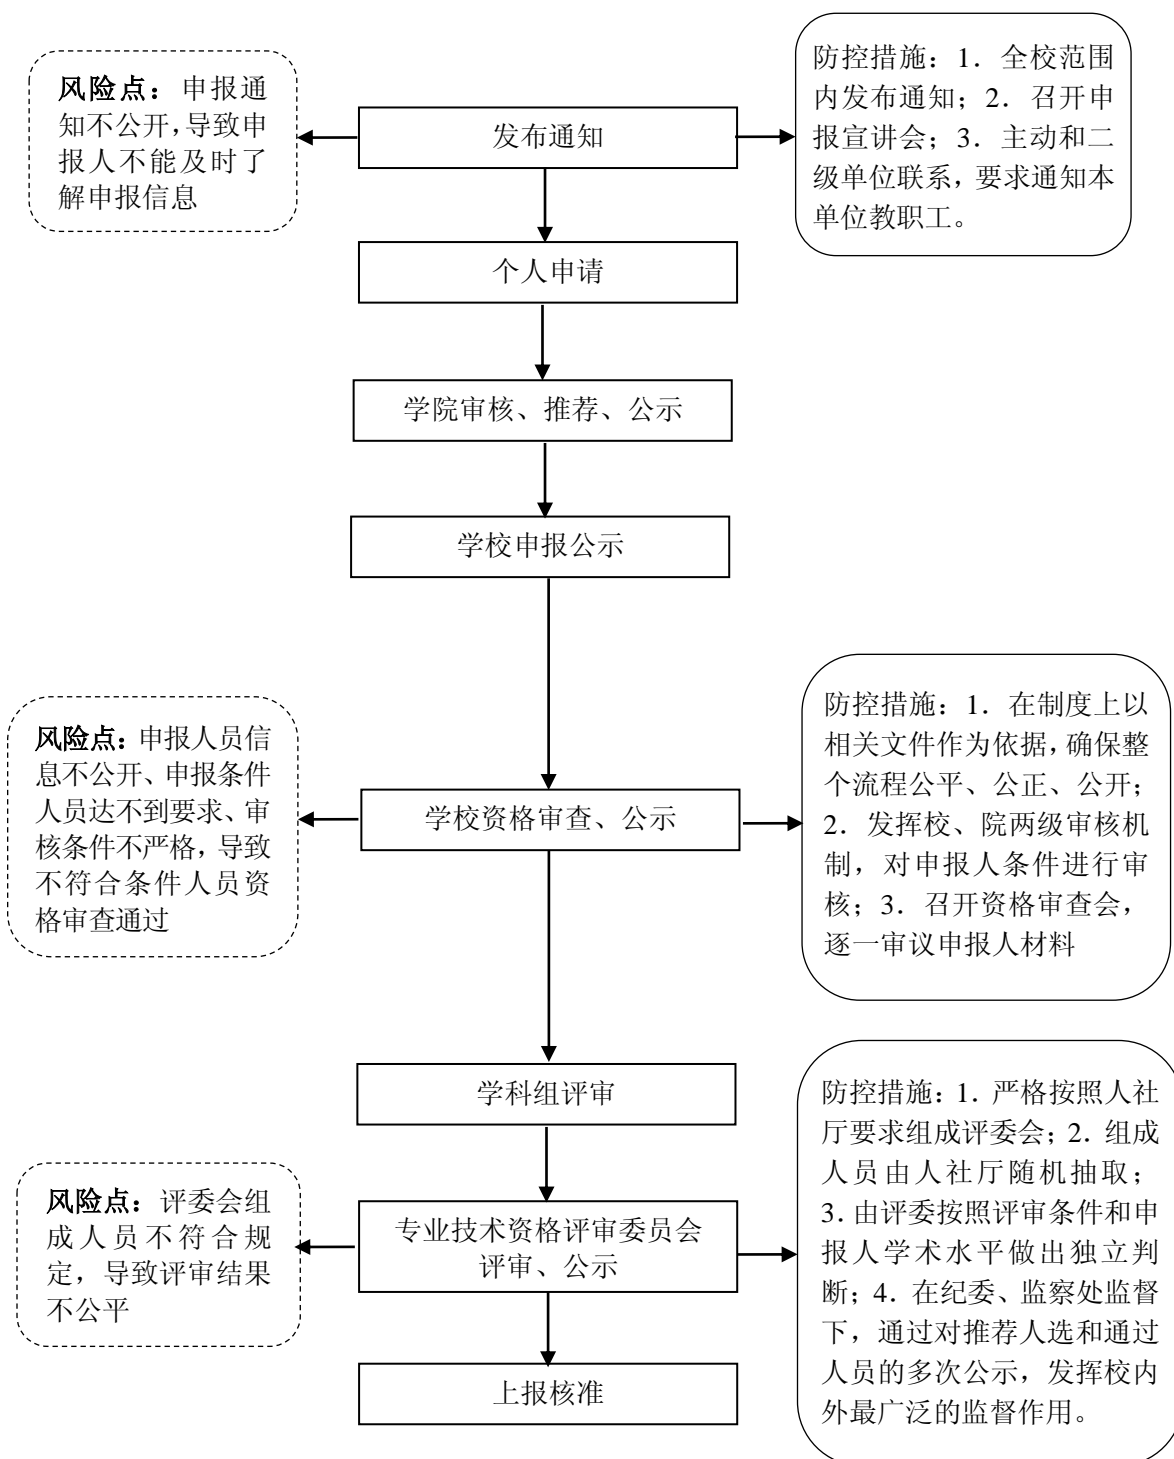 风险点：申报通
知不公开，导致申
报人不能及时了
解申报信息
发布通知
防控措施：1．全校范围
内发布通知；2．召开申
报宣讲会；3．主动和二
级单位联系，要求通知本
单位教职工。
个人申请
学院审核、推荐、公示
学校申报公示
风险点：申报人员信
息不公开、申报条件
人员达不到要求、审
核条件不严格，导致
不符合条件人员资
格审查通过
学校资格审查、公示
防控措施：1．在制度上以
相关文件作为依据，确保整
个流程公平、公正、公开；
2．发挥校、院两级审核机
制，对申报人条件进行审
核；3．召开资格审查会，
逐一审议申报人材料
学科组评审
风险点：评委会组
成人员不符合规
定，导致评审结果
不公平
专业技术资格评审委员会
评审、公示
防控措施：1．严格按照人社
厅要求组成评委会；2．组成
人员由人社厅随机抽取；
3．由评委按照评审条件和申
报人学术水平做出独立判
断；4．在纪委、监察处监督
下，通过对推荐人选和通过
人员的多次公示，发挥校内
外最广泛的监督作用。
上报核准